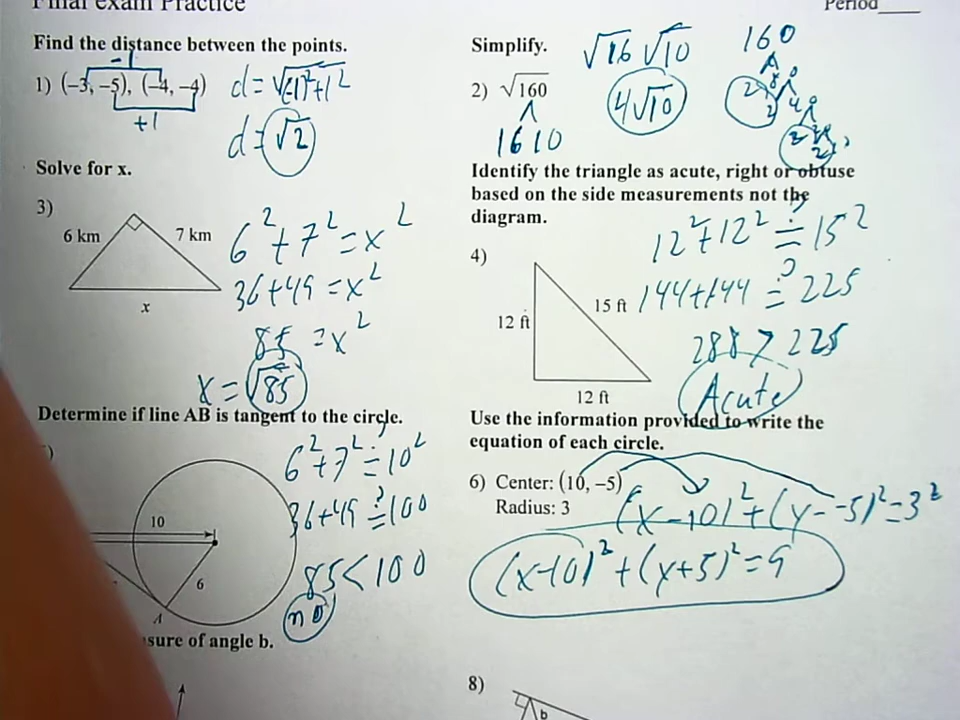 Final exam Practice
Period
Find the distance between the points.
-1
1) (−3, −5), (−4, −4)
+1
d = √(-1)²+1²
d = √2
Simplify.
2) √160
16 10
√16 √10
4√10
160
Solve for x.
3)
6 km
7 km
x
6² + 7² = x²
36 + 49 = x²
85 = x²
x = √85
Identify the triangle as acute, right or obtuse
based on the side measurements not the
diagram.
4)
12 ft
15 ft
12 ft
12² + 12² ≟ 15²
144 + 144 ≟ 225
288 > 225
Acute
Determine if line AB is tangent to the circle.
10
6
A
6² + 7² ≟ 10²
36 + 49 ≟ 100
85 < 100
no
Use the information provided to write the
equation of each circle.
6) Center: (10, −5)
Radius: 3
(x − 10)² + (y − −5)² = 3²
(x − 10)² + (y + 5)² = 9
sure of angle b.
8)
b